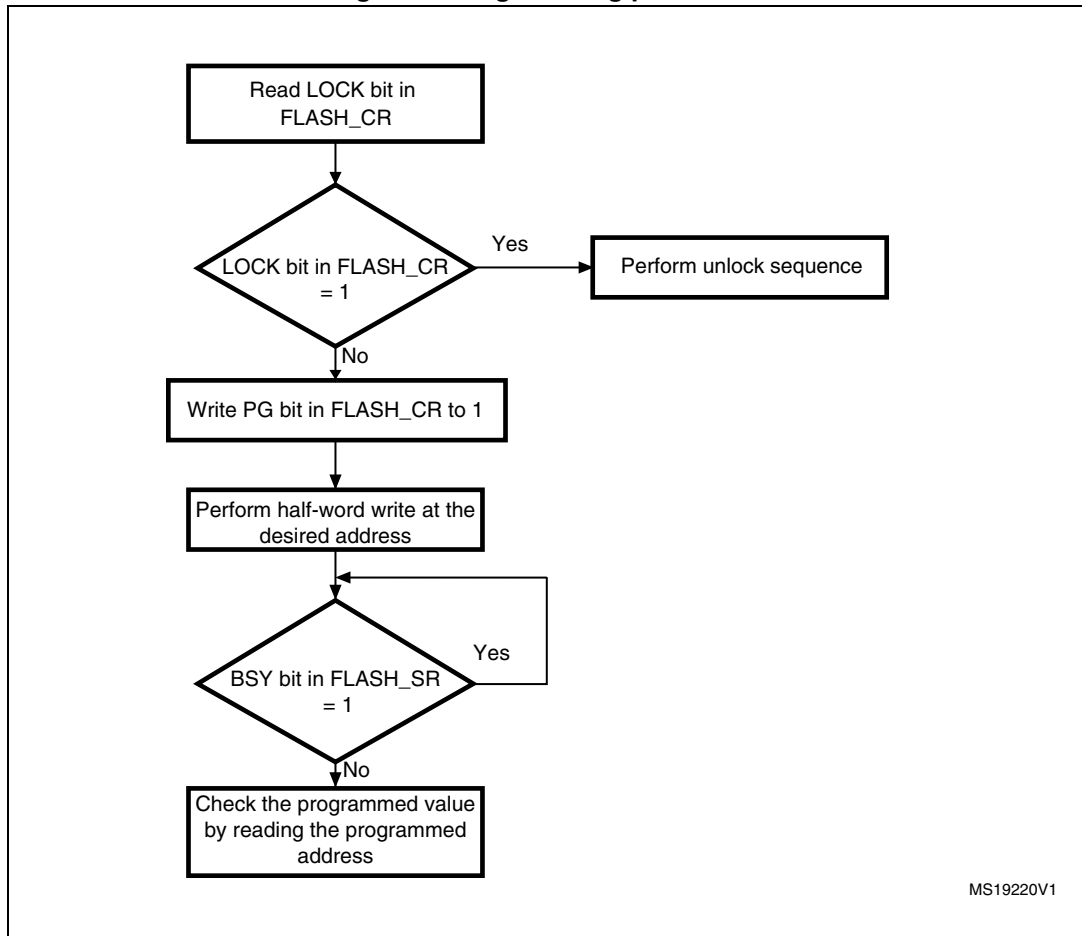 Read LOCK bit in
FLASH_CR
LOCK bit in FLASH_CR
= 1
Yes
Perform unlock sequence
No
Write PG bit in FLASH_CR to 1
Perform half-word write at the
desired address
BSY bit in FLASH_SR
= 1
Yes
No
Check the programmed value
by reading the programmed
address
MS19220V1